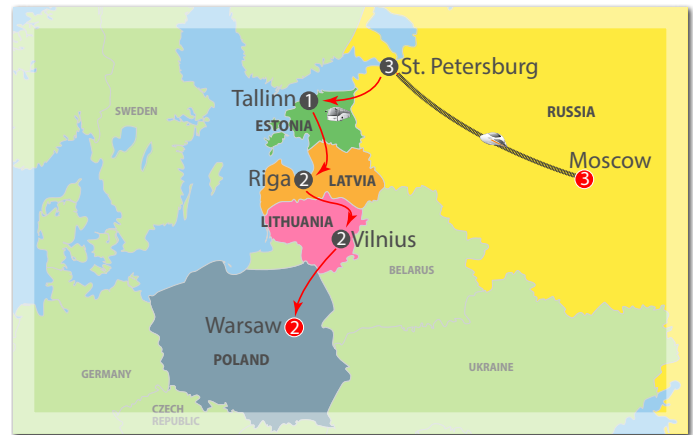 3 St. Petersburg
Tallinn 1
SWEDEN
RUSSIA
ESTONIA
Moscow
3
Riga 2
LATVIA
LITHUANIA
2 Vilnius
BELARUS
Warsaw 2
POLAND
UKRAINE
GERMANY
CZECH
REPUBLIC